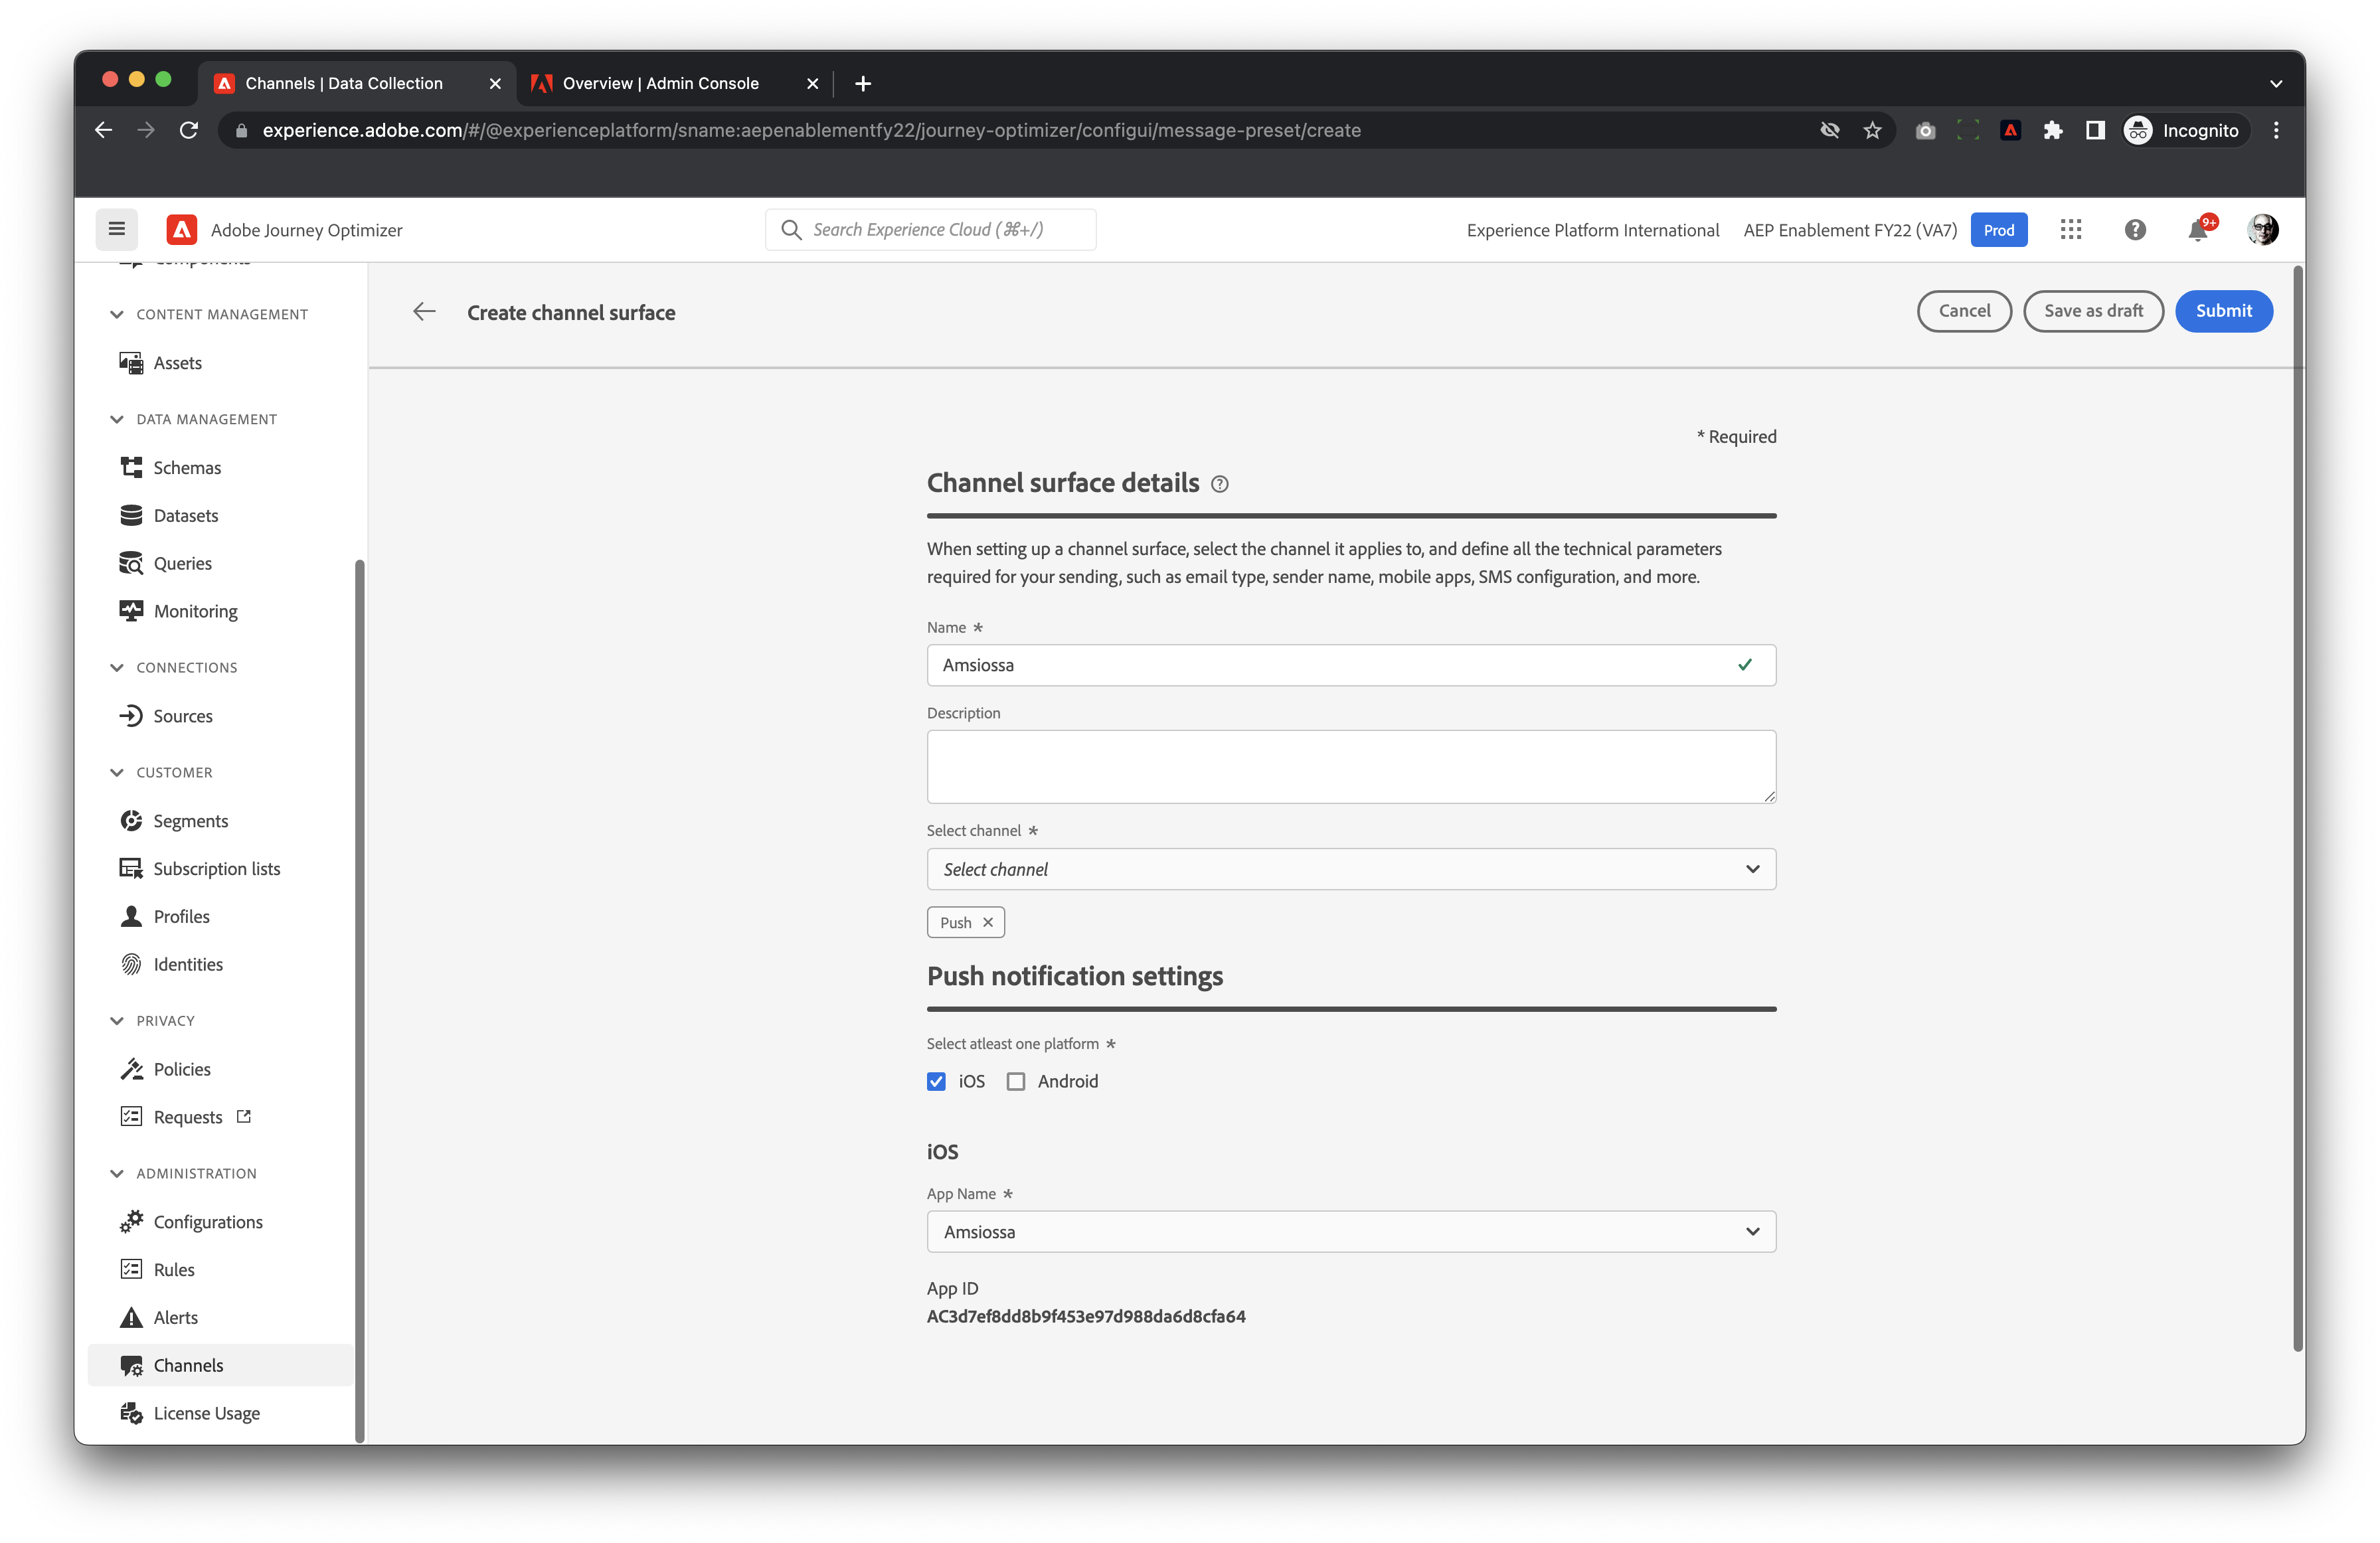 Channels | Data Collection
Overview | Admin Console
experience.adobe.com/#/@experienceplatform/sname:aepenablementfy22/journey-optimizer/configui/message-preset/create
Incognito
Adobe Journey Optimizer
Search Experience Cloud (⌘+/)
Experience Platform International
AEP Enablement FY22 (VA7)
Prod
9+
Components
CONTENT MANAGEMENT
Assets
DATA MANAGEMENT
Schemas
Datasets
Queries
Monitoring
CONNECTIONS
Sources
CUSTOMER
Segments
Subscription lists
Profiles
Identities
PRIVACY
Policies
Requests
ADMINISTRATION
Configurations
Rules
Alerts
Channels
License Usage
Create channel surface
Cancel
Save as draft
Submit
* Required
Channel surface details
When setting up a channel surface, select the channel it applies to, and define all the technical parameters
required for your sending, such as email type, sender name, mobile apps, SMS configuration, and more.
Name *
Amsiossa
Description
Select channel *
Select channel
Push
Push notification settings
Select atleast one platform *
iOS
Android
iOS
App Name *
Amsiossa
App ID
AC3d7ef8dd8b9f453e97d988da6d8cfa64